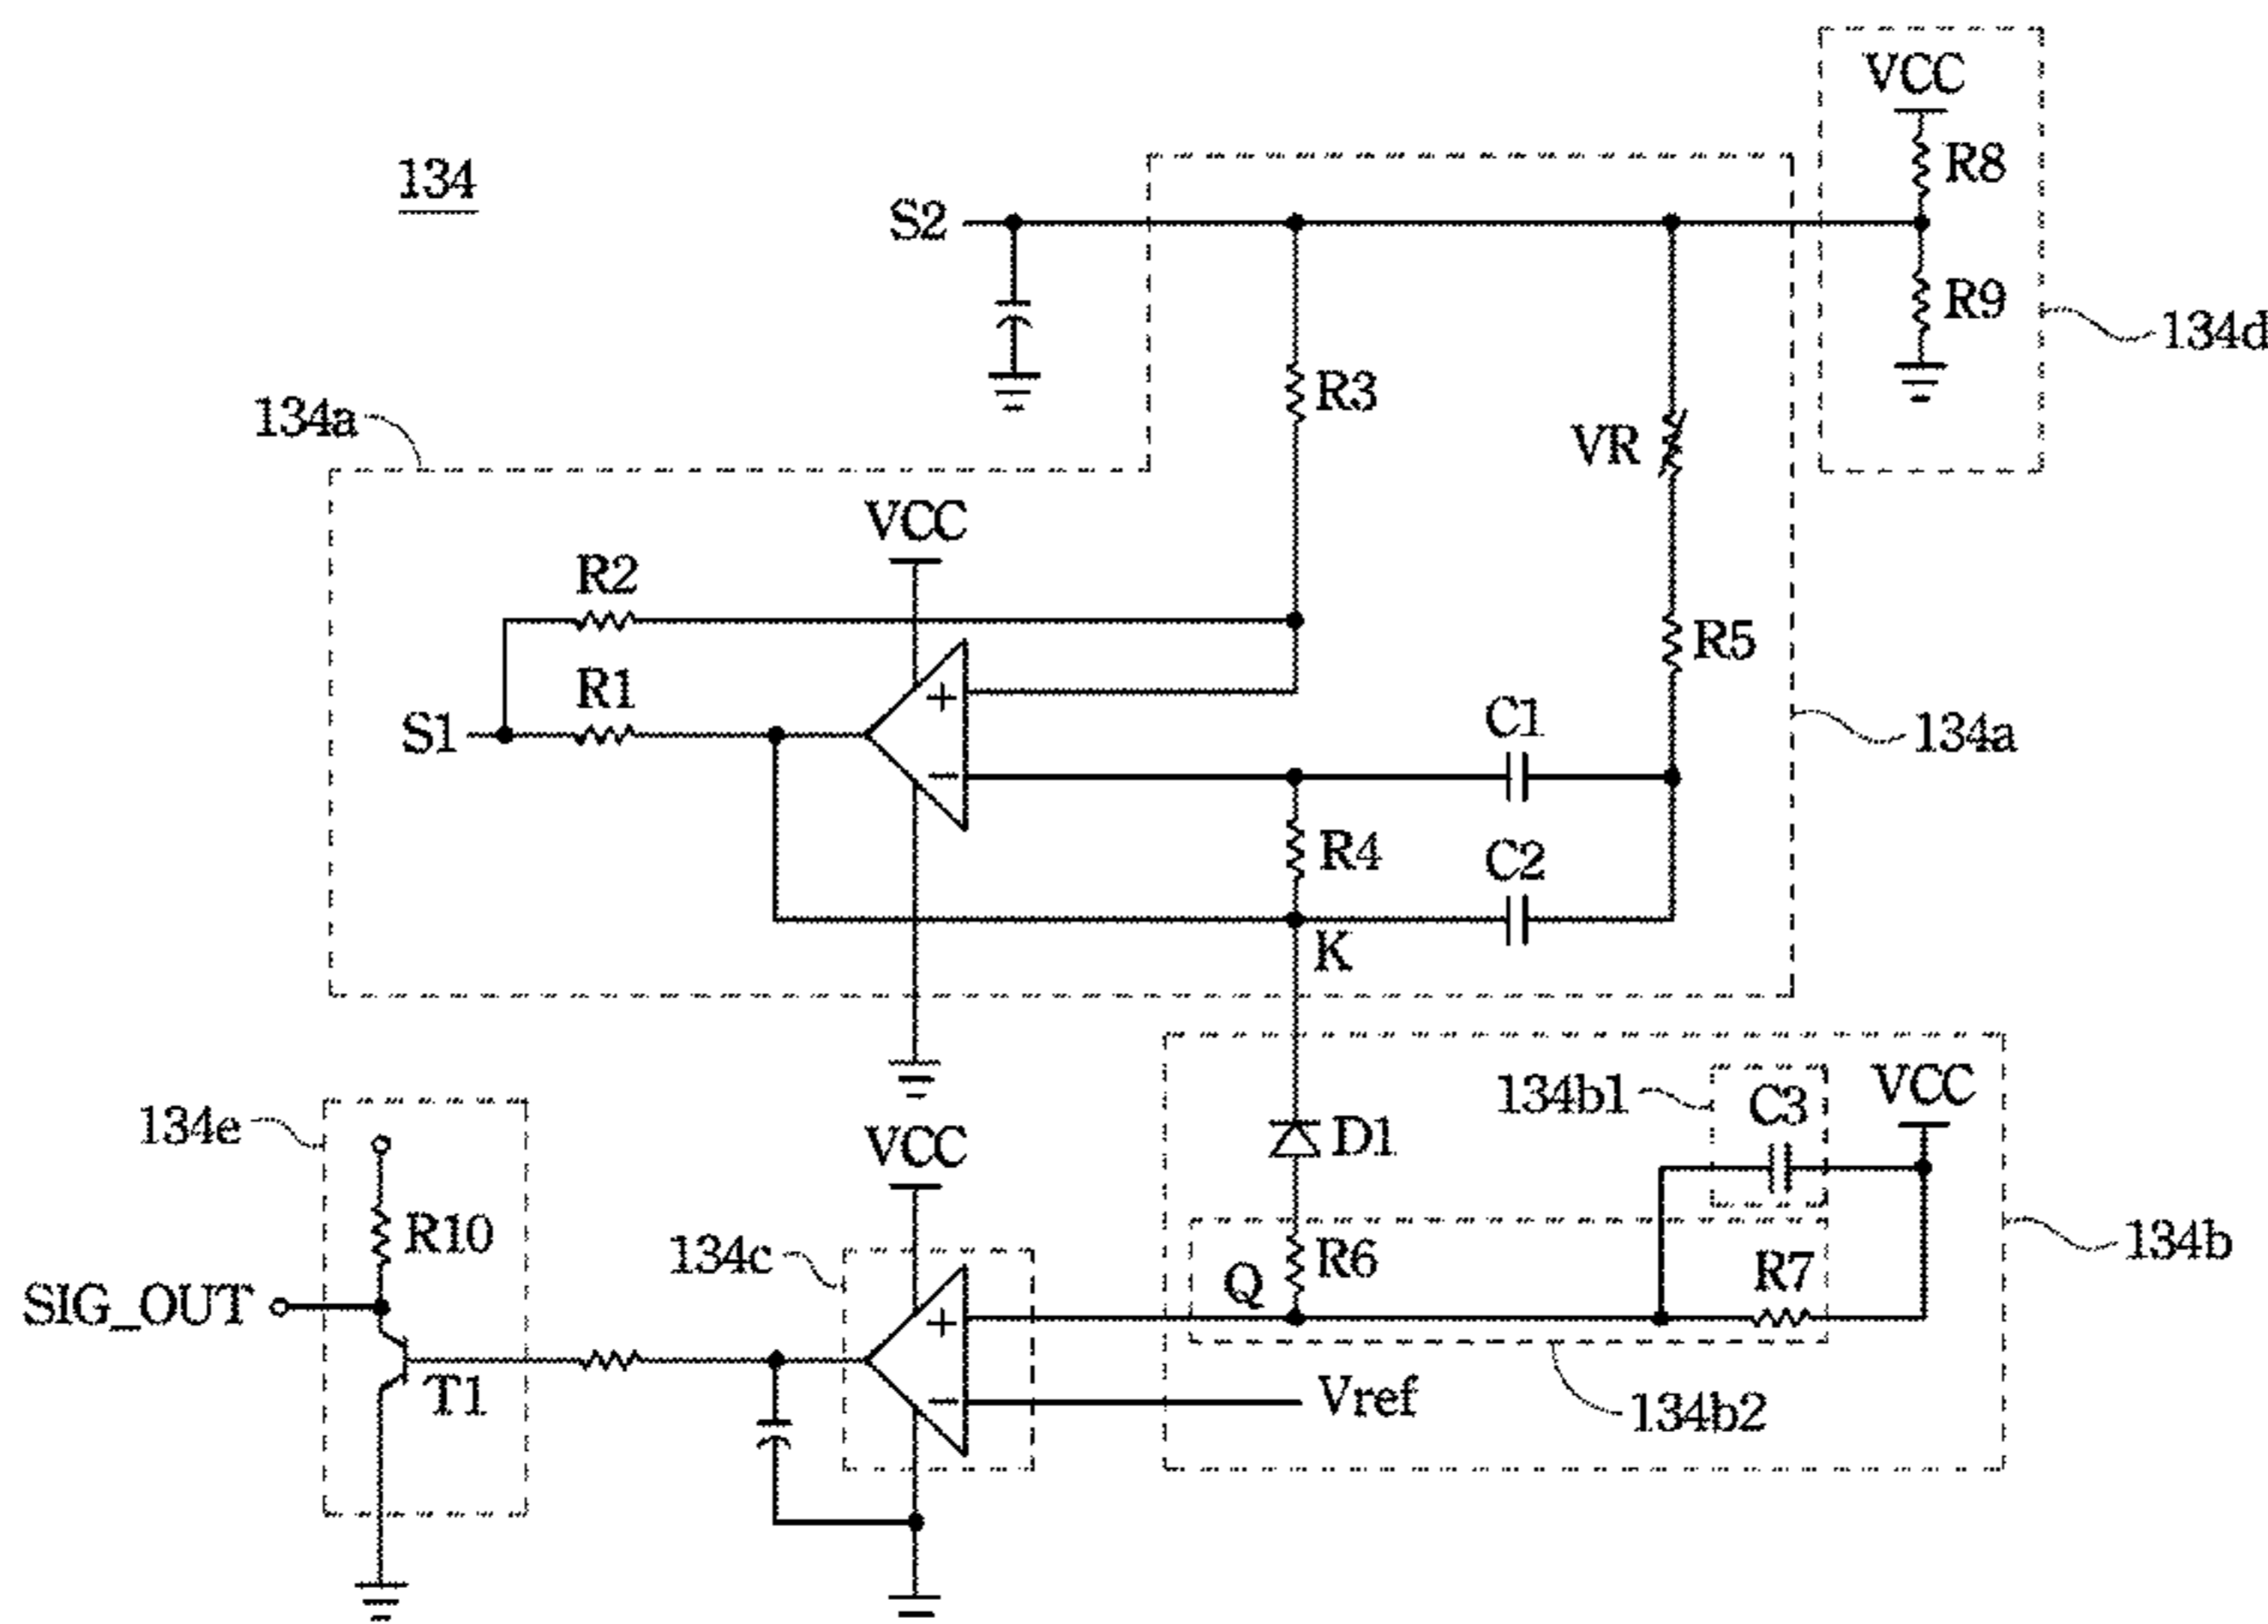 VCC
134
R8
S2
R9
134d
R3
134a
VR
VCC
R2
R5
R1
+
C1
S1
134a
−
R4
C2
K
134b1
C3
VCC
134e
VCC
D1
R10
134c
R6
134b
Q
R7
SIG_OUT
+
T1
−
Vref
134b2